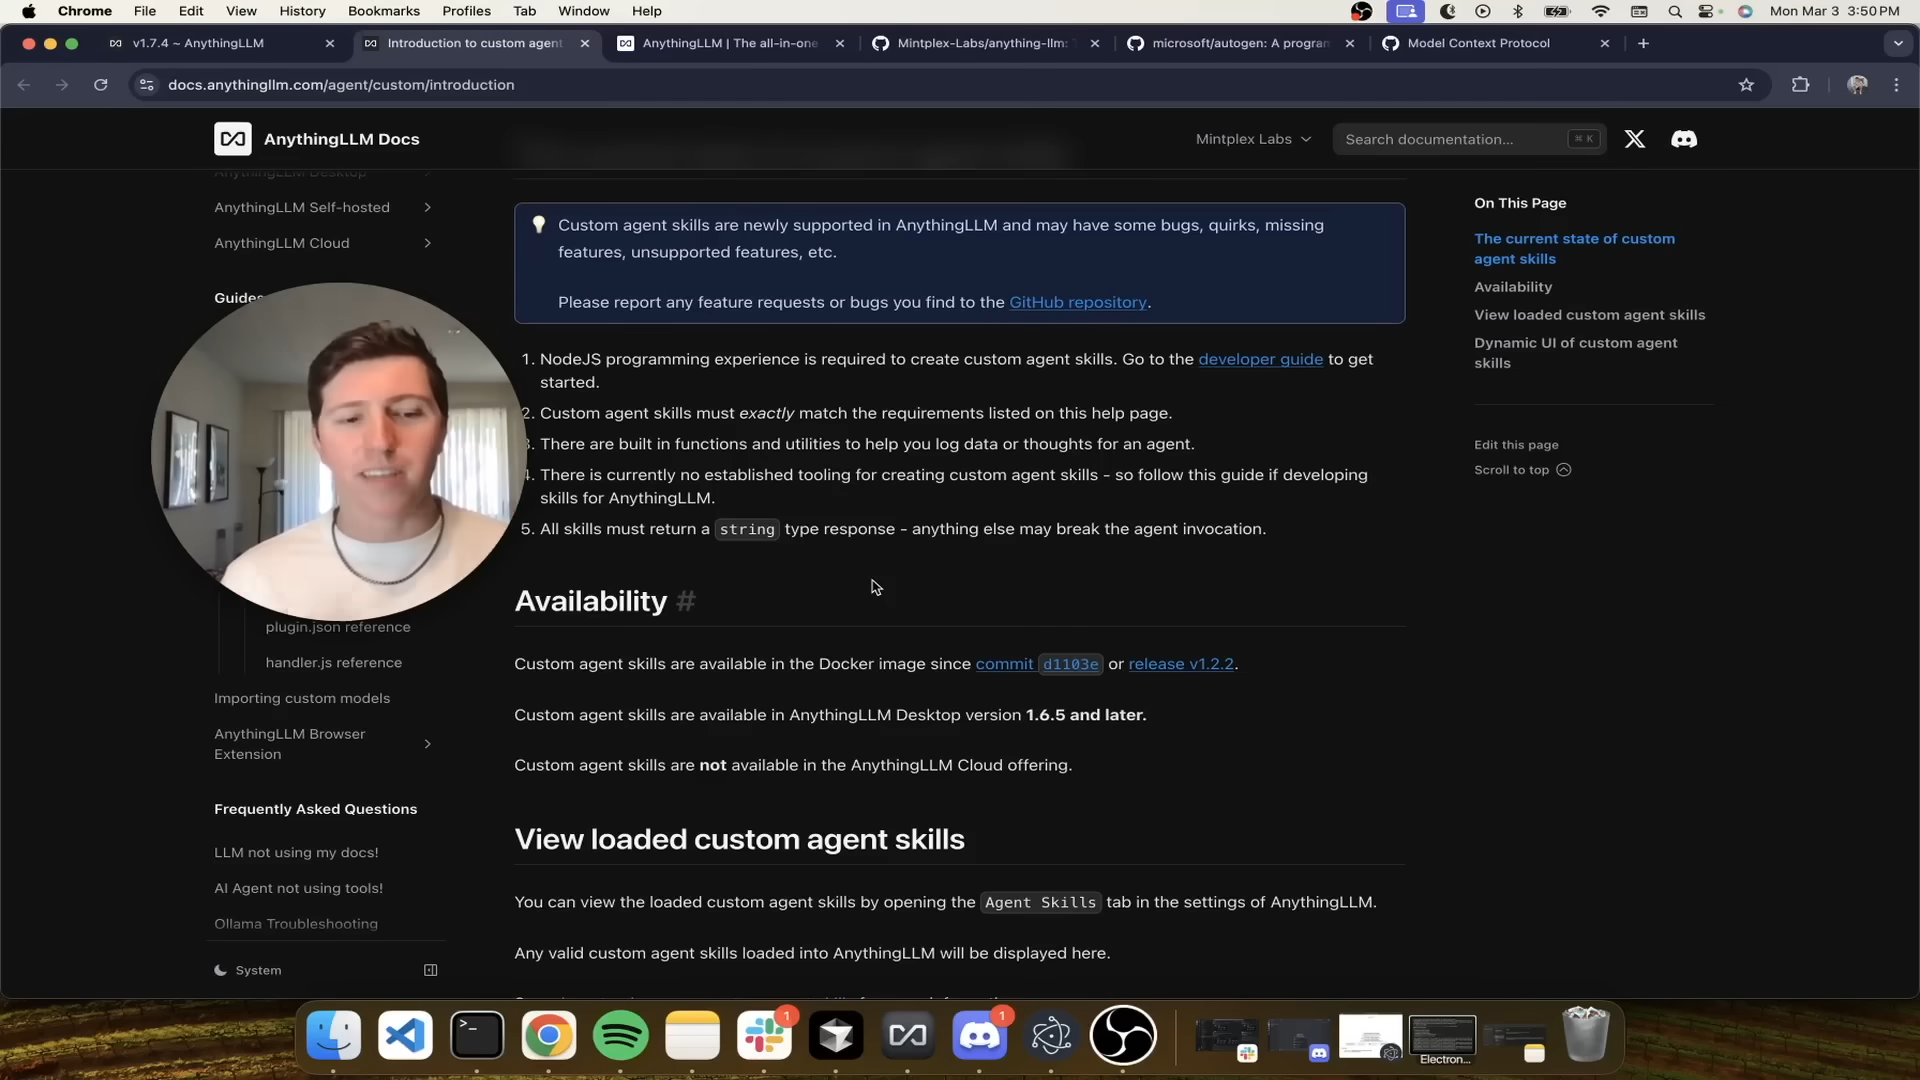 Chrome File Edit View History Bookmarks Profiles Tab Window Help Mon Mar 3 3:50 PM
v1.7.4 ~ AnythingLLM
Introduction to custom agent
AnythingLLM | The all-in-one
Mintplex-Labs/anything-llm:
microsoft/autogen: A program
Model Context Protocol
docs.anythingllm.com/agent/custom/introduction
AnythingLLM Docs
Mintplex Labs
Search documentation...
⌘ K
AnythingLLM Desktop
AnythingLLM Self-hosted
AnythingLLM Cloud
Guides
plugin.json reference
handler.js reference
Importing custom models
AnythingLLM Browser
Extension
Frequently Asked Questions
LLM not using my docs!
AI Agent not using tools!
Ollama Troubleshooting
System
Custom agent skills are newly supported in AnythingLLM and may have some bugs, quirks, missing
features, unsupported features, etc.
Please report any feature requests or bugs you find to the GitHub repository.
1. NodeJS programming experience is required to create custom agent skills. Go to the developer guide to get
started.
2. Custom agent skills must exactly match the requirements listed on this help page.
3. There are built in functions and utilities to help you log data or thoughts for an agent.
4. There is currently no established tooling for creating custom agent skills - so follow this guide if developing
skills for AnythingLLM.
5. All skills must return a string type response - anything else may break the agent invocation.
Availability #
Custom agent skills are available in the Docker image since commit d1103e or release v1.2.2.
Custom agent skills are available in AnythingLLM Desktop version 1.6.5 and later.
Custom agent skills are not available in the AnythingLLM Cloud offering.
View loaded custom agent skills
You can view the loaded custom agent skills by opening the Agent Skills tab in the settings of AnythingLLM.
Any valid custom agent skills loaded into AnythingLLM will be displayed here.
On This Page
The current state of custom
agent skills
Availability
View loaded custom agent skills
Dynamic UI of custom agent
skills
Edit this page
Scroll to top
1
1
Electron...